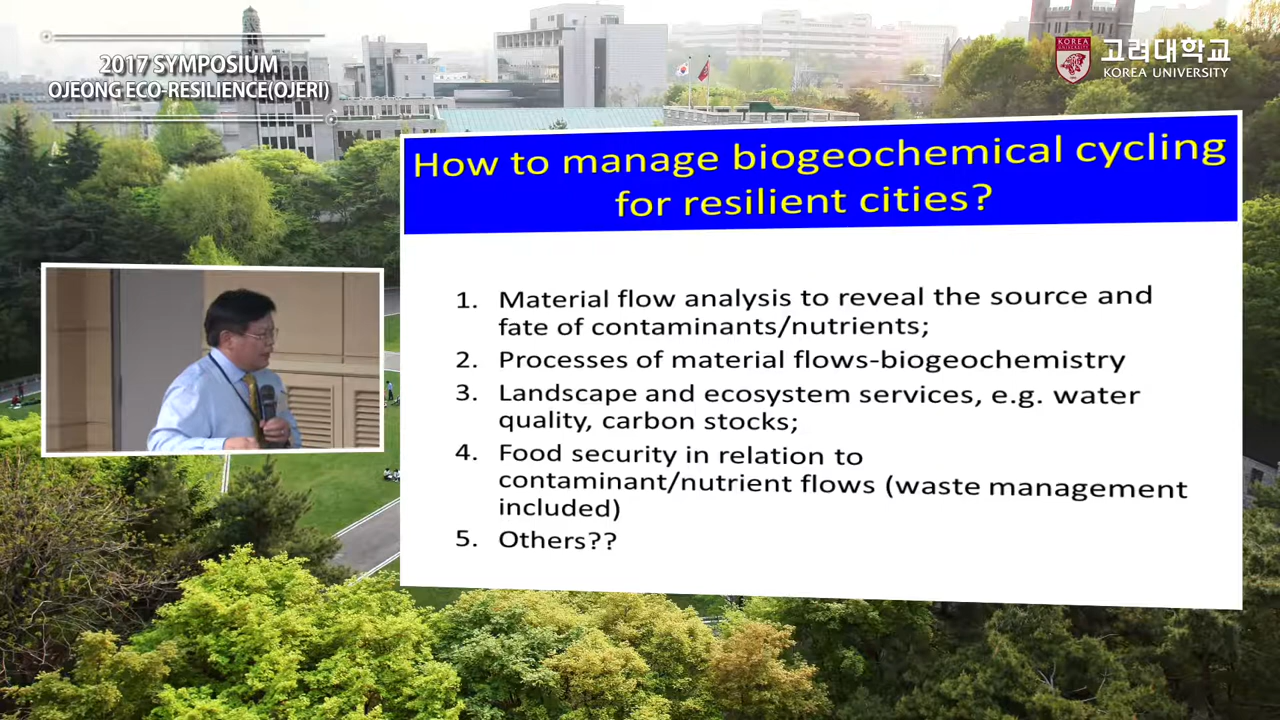 2017 SYMPOSIUM
OJEONG ECO-RESILIENCE(OJERI)
KOREA
UNIVERSITY
고려대학교
KOREA UNIVERSITY
How to manage biogeochemical cycling
for resilient cities?
1. Material flow analysis to reveal the source and
fate of contaminants/nutrients;
2. Processes of material flows-biogeochemistry
3. Landscape and ecosystem services, e.g. water
quality, carbon stocks;
4. Food security in relation to
contaminant/nutrient flows (waste management
included)
5. Others??